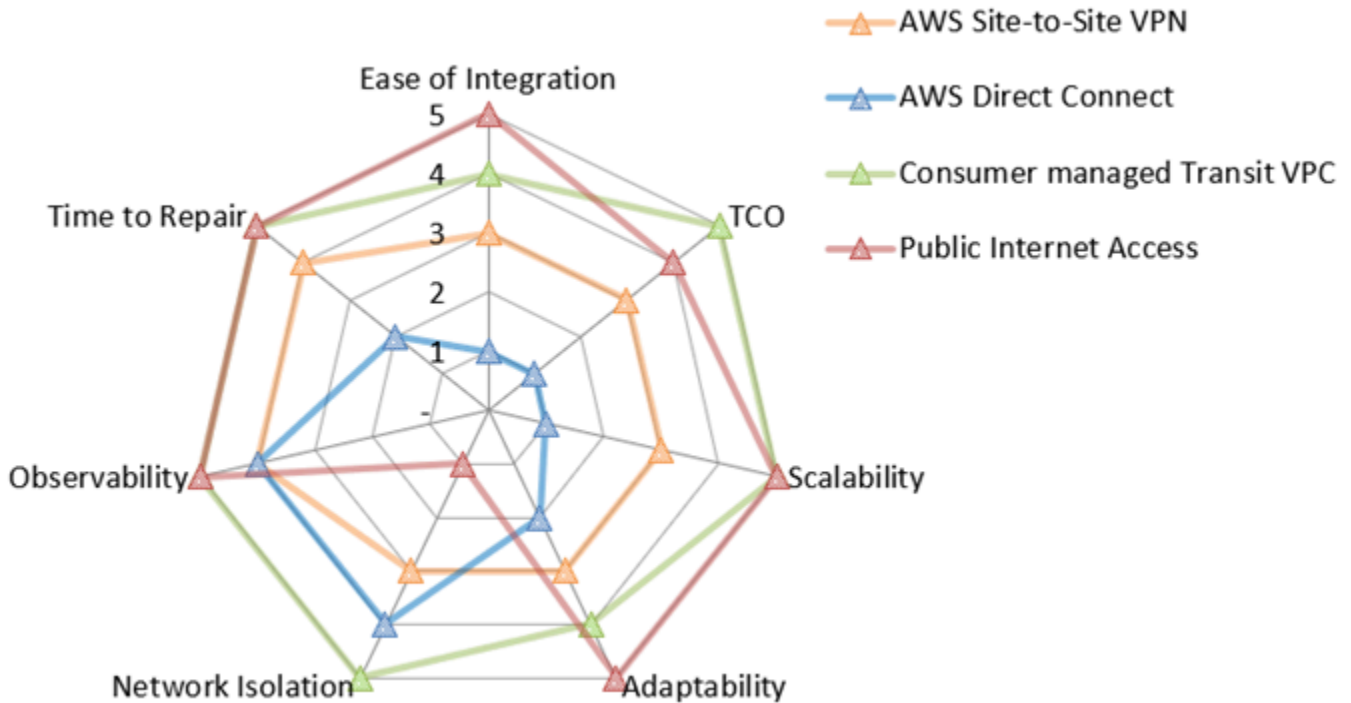 AWS Site-to-Site VPN
AWS Direct Connect
Consumer managed Transit VPC
Public Internet Access
Ease of Integration
5
4
3
2
1
-
TCO
Scalability
Adaptability
Network Isolation
Observability
Time to Repair